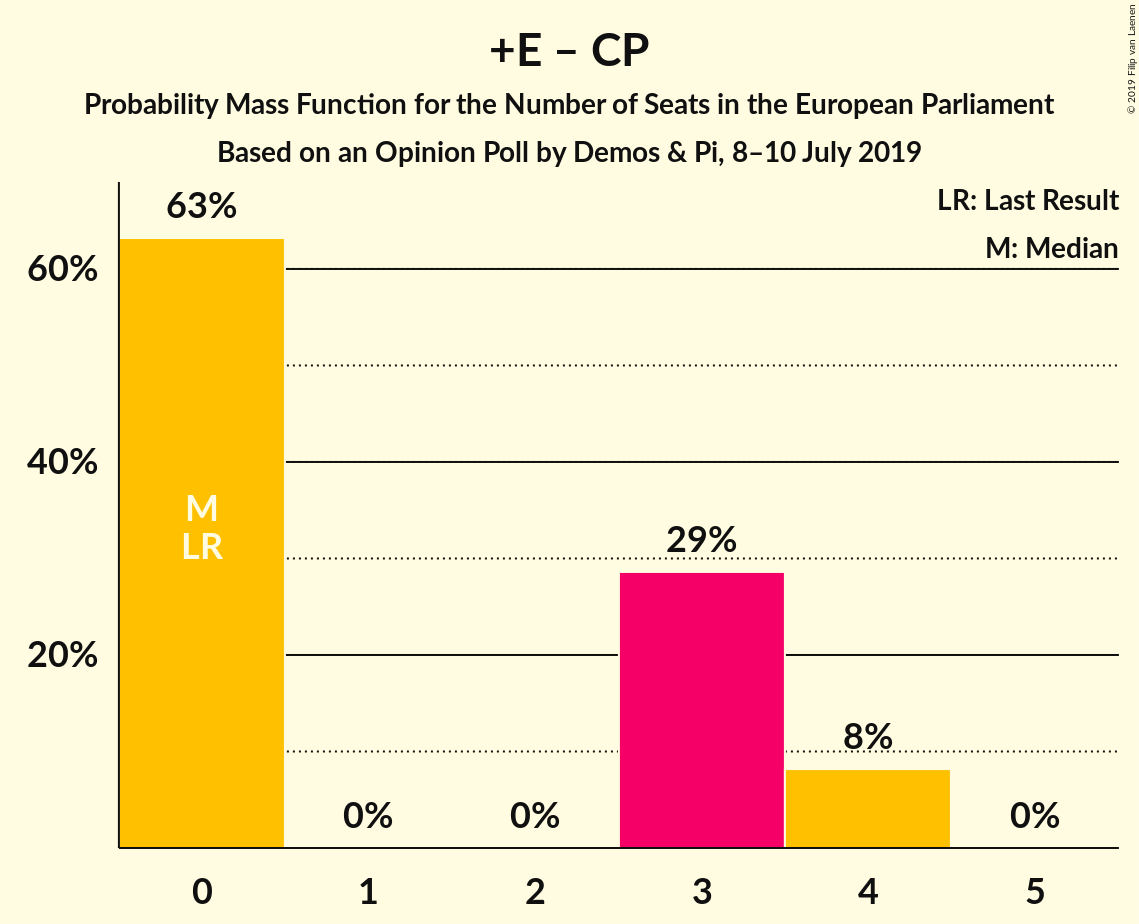 +E – CP
Probability Mass Function for the Number of Seats in the European Parliament
Based on an Opinion Poll by Demos & Pi, 8–10 July 2019
© 2019 Filip van Laenen
LR: Last Result
M: Median
63%
60%
40%
20%
M
LR
0%
0%
29%
8%
0%
0
1
2
3
4
5